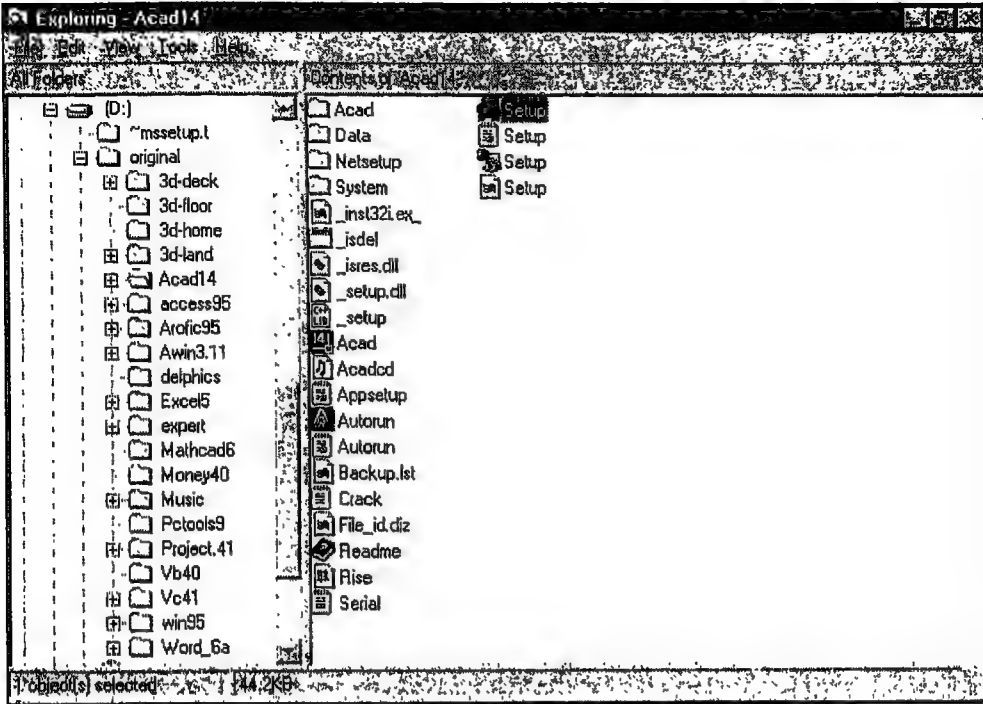 Exploring - Acad14
File Edit View Tools Help
All Folders
Contents of 'Acad14'
(D:)
~mssetup.t
original
3d-deck
3d-floor
3d-home
3d-land
Acad14
access95
Arofic95
Awin3.11
delphics
Excel5
expert
Mathcad6
Money40
Music
Pctools9
Project.41
Vb40
Vc41
win95
Word_6a
Acad
Data
Netsetup
System
_inst32i.ex_
_isdel
_isres.dll
_setup.dll
_setup
Acad
Acadcd
Appsetup
Autorun
Autorun
Backup.lst
Crack
File_id.diz
Readme
Rise
Serial
Setup
Setup
Setup
Setup
1 object(s) selected
44.2KB